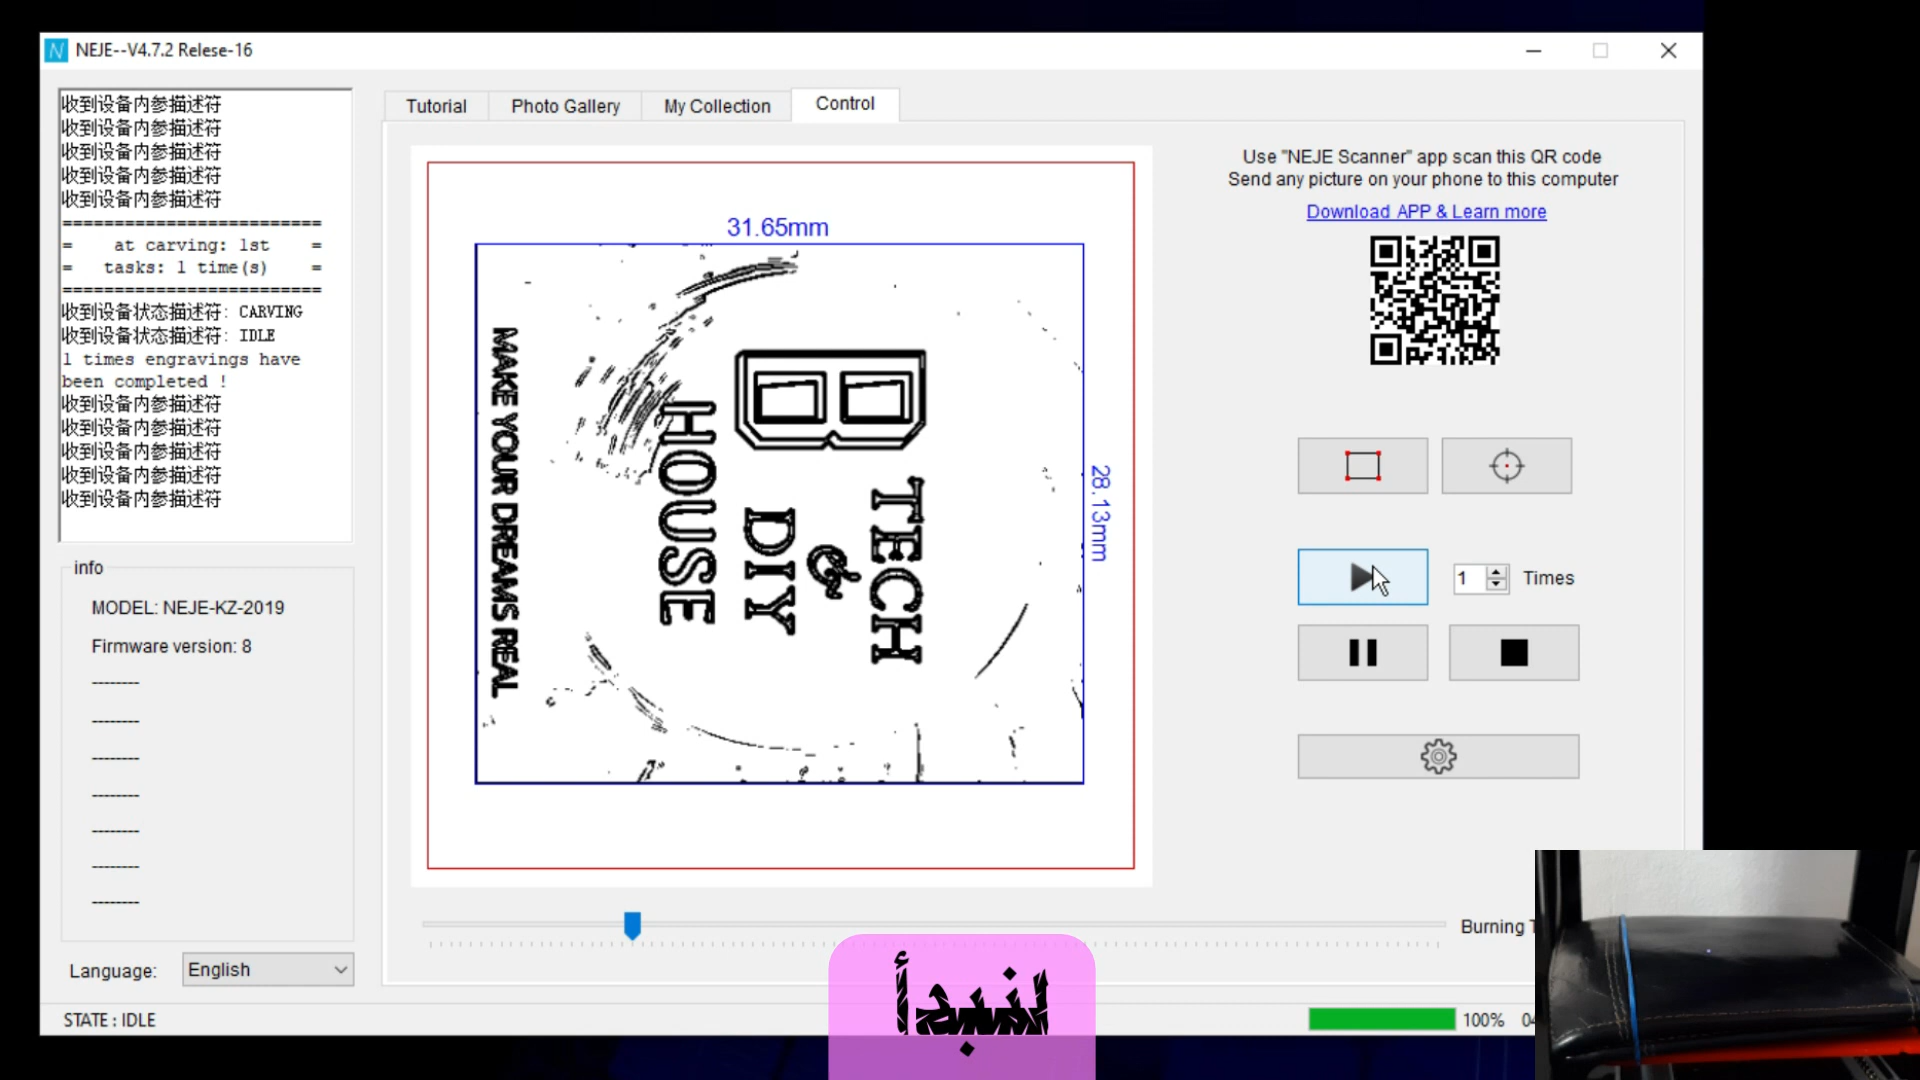 NEJE--V4.7.2 Relese-16
收到设备内参描述符
收到设备内参描述符
收到设备内参描述符
收到设备内参描述符
收到设备内参描述符
=========================
= at carving: 1st =
= tasks: 1 time(s) =
=========================
收到设备状态描述符: CARVING
收到设备状态描述符: IDLE
1 times engravings have
been completed !
收到设备内参描述符
收到设备内参描述符
收到设备内参描述符
收到设备内参描述符
收到设备内参描述符
info
MODEL: NEJE-KZ-2019
Firmware version: 8
--------
--------
--------
--------
--------
--------
--------
Language: English
STATE : IDLE
Tutorial Photo Gallery My Collection Control
31.65mm
28.13mm
TECH
&
DIY
HOUSE
MAKE YOUR DREAMS REAL
Use "NEJE Scanner" app scan this QR code
Send any picture on your phone to this computer
Download APP & Learn more
1 Times
Burning
لنبدأ
100%